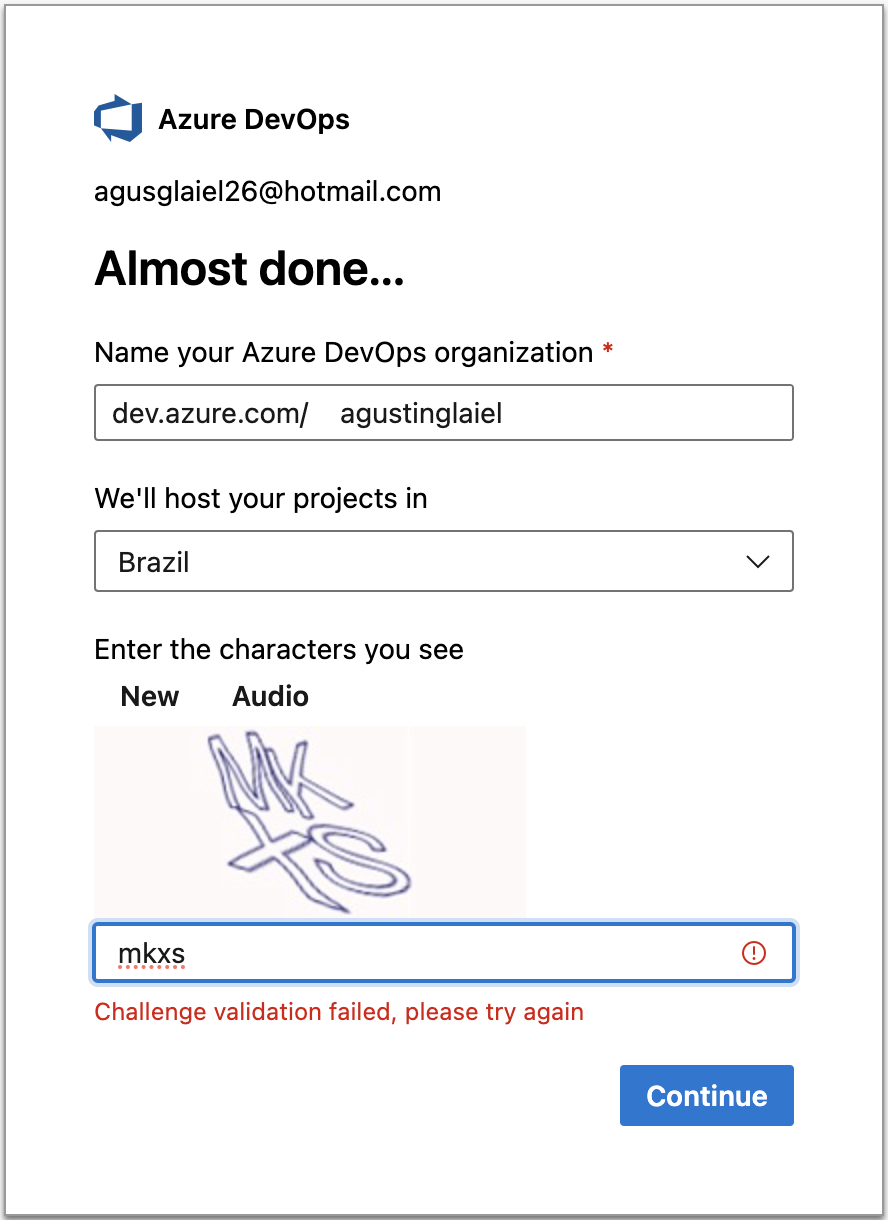 Azure DevOps
agusglaiel26@hotmail.com
Almost done...
Name your Azure DevOps organization *
dev.azure.com/ agustinglaiel
We'll host your projects in
Brazil
Enter the characters you see
New Audio
MK
XS
mkxs
Challenge validation failed, please try again
Continue